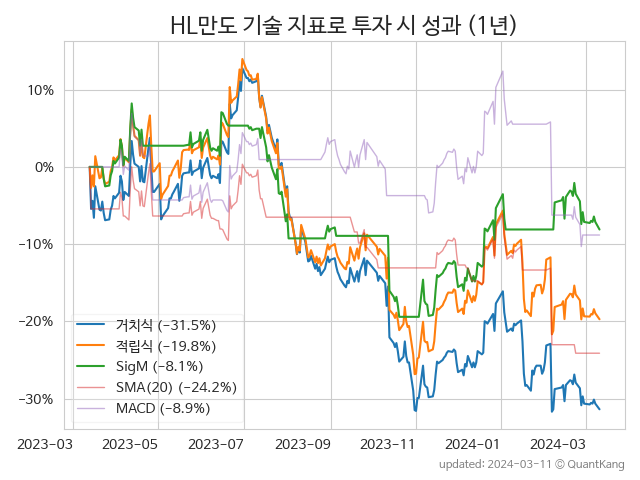 HL만도 기술 지표로 투자 시 성과 (1년)
10%
0%
−10%
−20%
−30%
거치식 (−31.5%)
적립식 (−19.8%)
SigM (−8.1%)
SMA(20) (−24.2%)
MACD (−8.9%)
2023-03
2023-05
2023-07
2023-09
2023-11
2024-01
2024-03
updated: 2024-03-11 © QuantKang